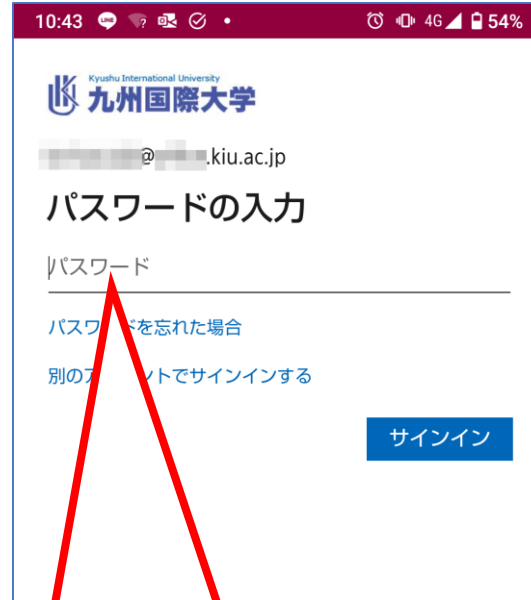 10:43 4G 54%
Kyushu International University
九州国際大学
@ .kiu.ac.jp
パスワードの入力
パスワード
パスワードを忘れた場合
別のアカウントでサインインする
サインイン